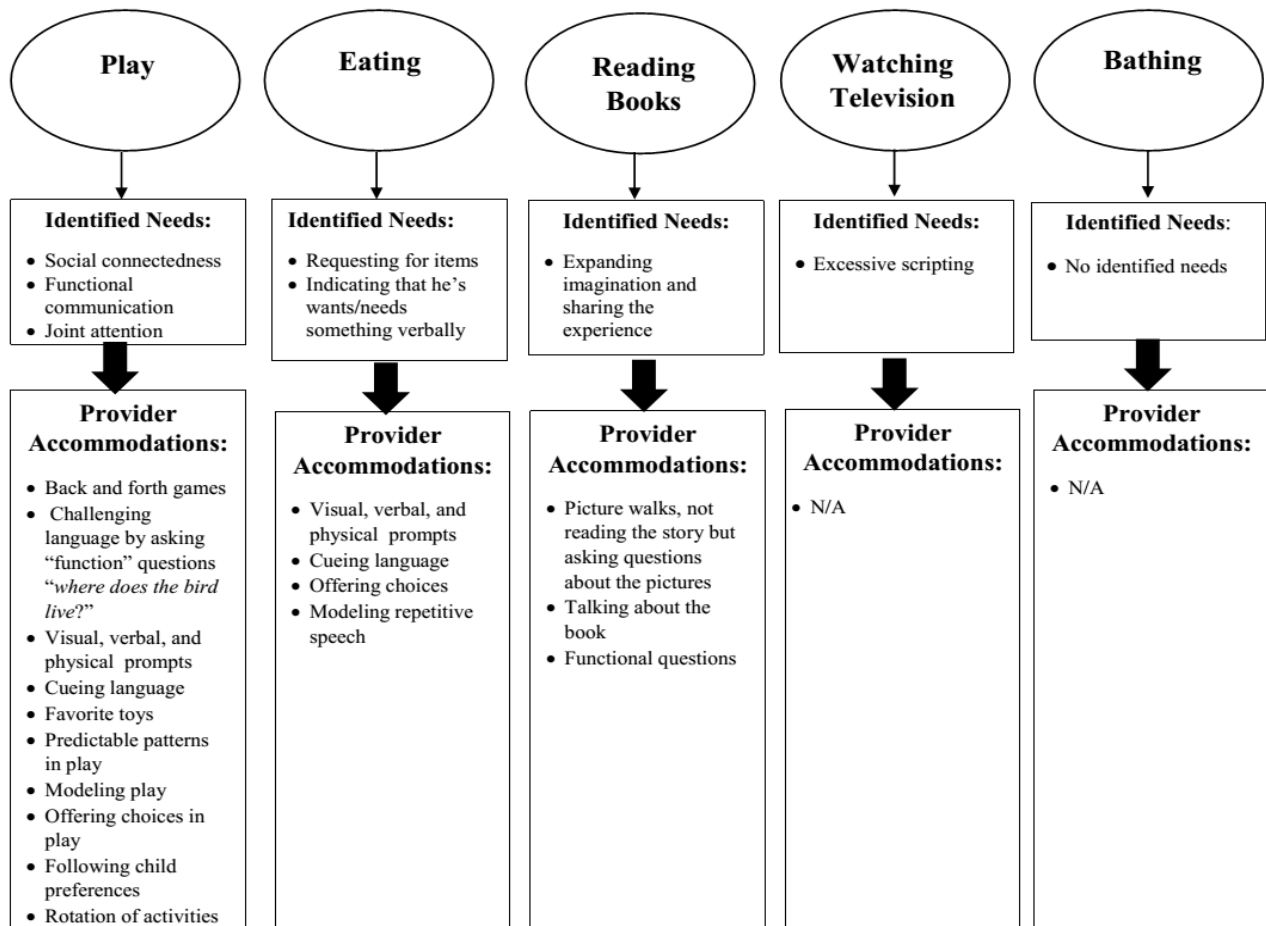 Play
Eating
Reading
Books
Watching
Television
Bathing
Identified Needs:
• Social connectedness
• Functional
communication
• Joint attention
Identified Needs:
• Requesting for items
• Indicating that he’s
wants/needs
something verbally
Identified Needs:
• Expanding
imagination and
sharing the
experience
Identified Needs:
• Excessive scripting
Identified Needs:
• No identified needs
Provider
Accommodations:
• Back and forth games
• Challenging
language by asking
“function” questions
“where does the bird
live?”
• Visual, verbal, and
physical prompts
• Cueing language
• Favorite toys
• Predictable patterns
in play
• Modeling play
• Offering choices in
play
• Following child
preferences
• Rotation of activities
Provider
Accommodations:
• Visual, verbal, and
physical prompts
• Cueing language
• Offering choices
• Modeling repetitive
speech
Provider
Accommodations:
• Picture walks, not
reading the story but
asking questions
about the pictures
• Talking about the
book
• Functional questions
Provider
Accommodations:
• N/A
Provider
Accommodations:
• N/A